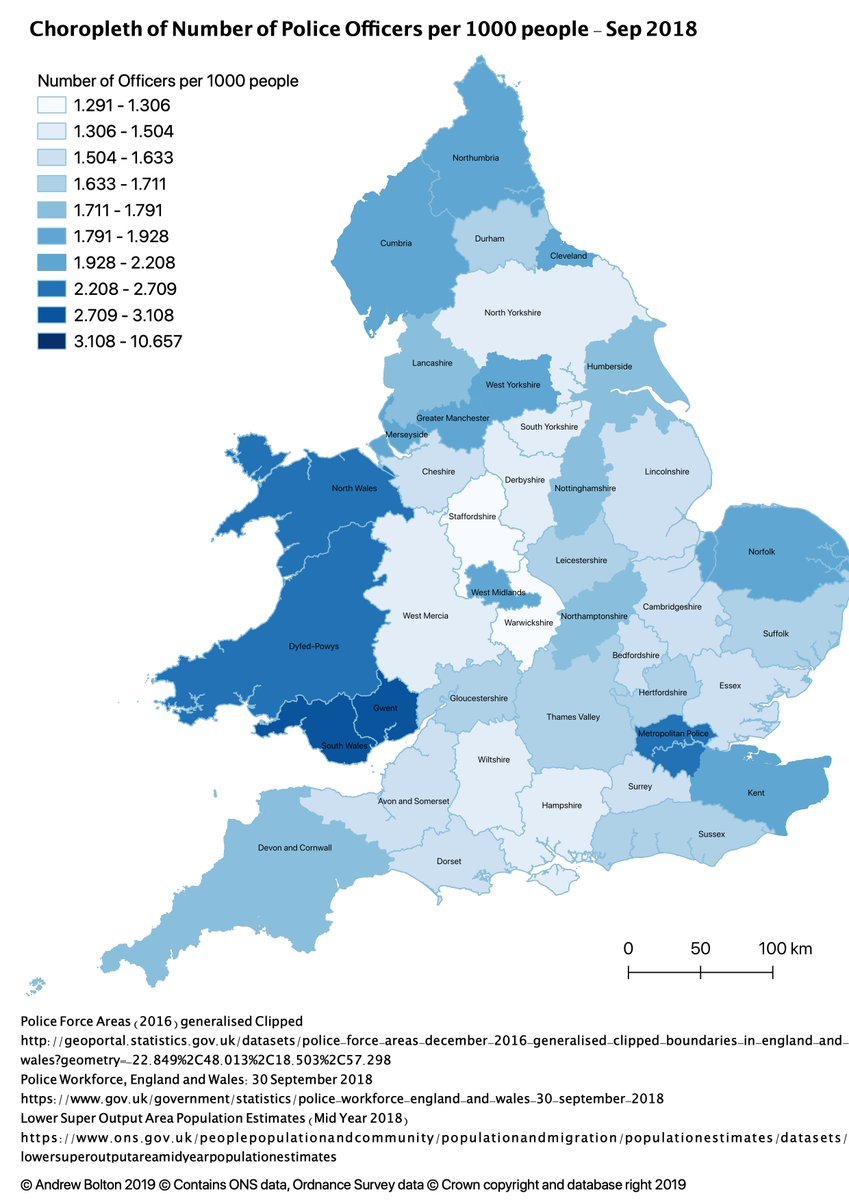 Choropleth of Number of Police Officers per 1000 people – Sep 2018
Number of Officers per 1000 people
1.291 - 1.306
1.306 - 1.504
1.504 - 1.633
1.633 - 1.711
1.711 - 1.791
1.791 - 1.928
1.928 - 2.208
2.208 - 2.709
2.709 - 3.108
3.108 - 10.657
Northumbria
Cumbria
Durham
Cleveland
North Yorkshire
Lancashire
Humberside
West Yorkshire
Greater Manchester
South Yorkshire
Merseyside
Cheshire
Lincolnshire
Derbyshire
Nottinghamshire
North Wales
Staffordshire
Norfolk
Leicestershire
West Midlands
Cambridgeshire
West Mercia
Northamptonshire
Warwickshire
Suffolk
Dyfed-Powys
Bedfordshire
Essex
Hertfordshire
Gloucestershire
Gwent
Thames Valley
Metropolitan Police
South Wales
Wiltshire
Surrey
Kent
Avon and Somerset
Hampshire
Sussex
Devon and Cornwall
Dorset
0 50 100 km
Police Force Areas (2016) generalised Clipped
http://geoportal.statistics.gov.uk/datasets/police-force-areas-december-2016-generalised-clipped-boundaries-in-england-and-
wales?geometry=-22.849%2C48.013%2C18.503%2C57.298
Police Workforce, England and Wales: 30 September 2018
https://www.gov.uk/government/statistics/police-workforce-england-and-wales-30-september-2018
Lower Super Output Area Population Estimates (Mid Year 2018)
https://www.ons.gov.uk/peoplepopulationandcommunity/populationandmigration/populationestimates/datasets/
lowersuperoutputareamidyearpopulationestimates
© Andrew Bolton 2019 © Contains ONS data, Ordnance Survey data © Crown copyright and database right 2019